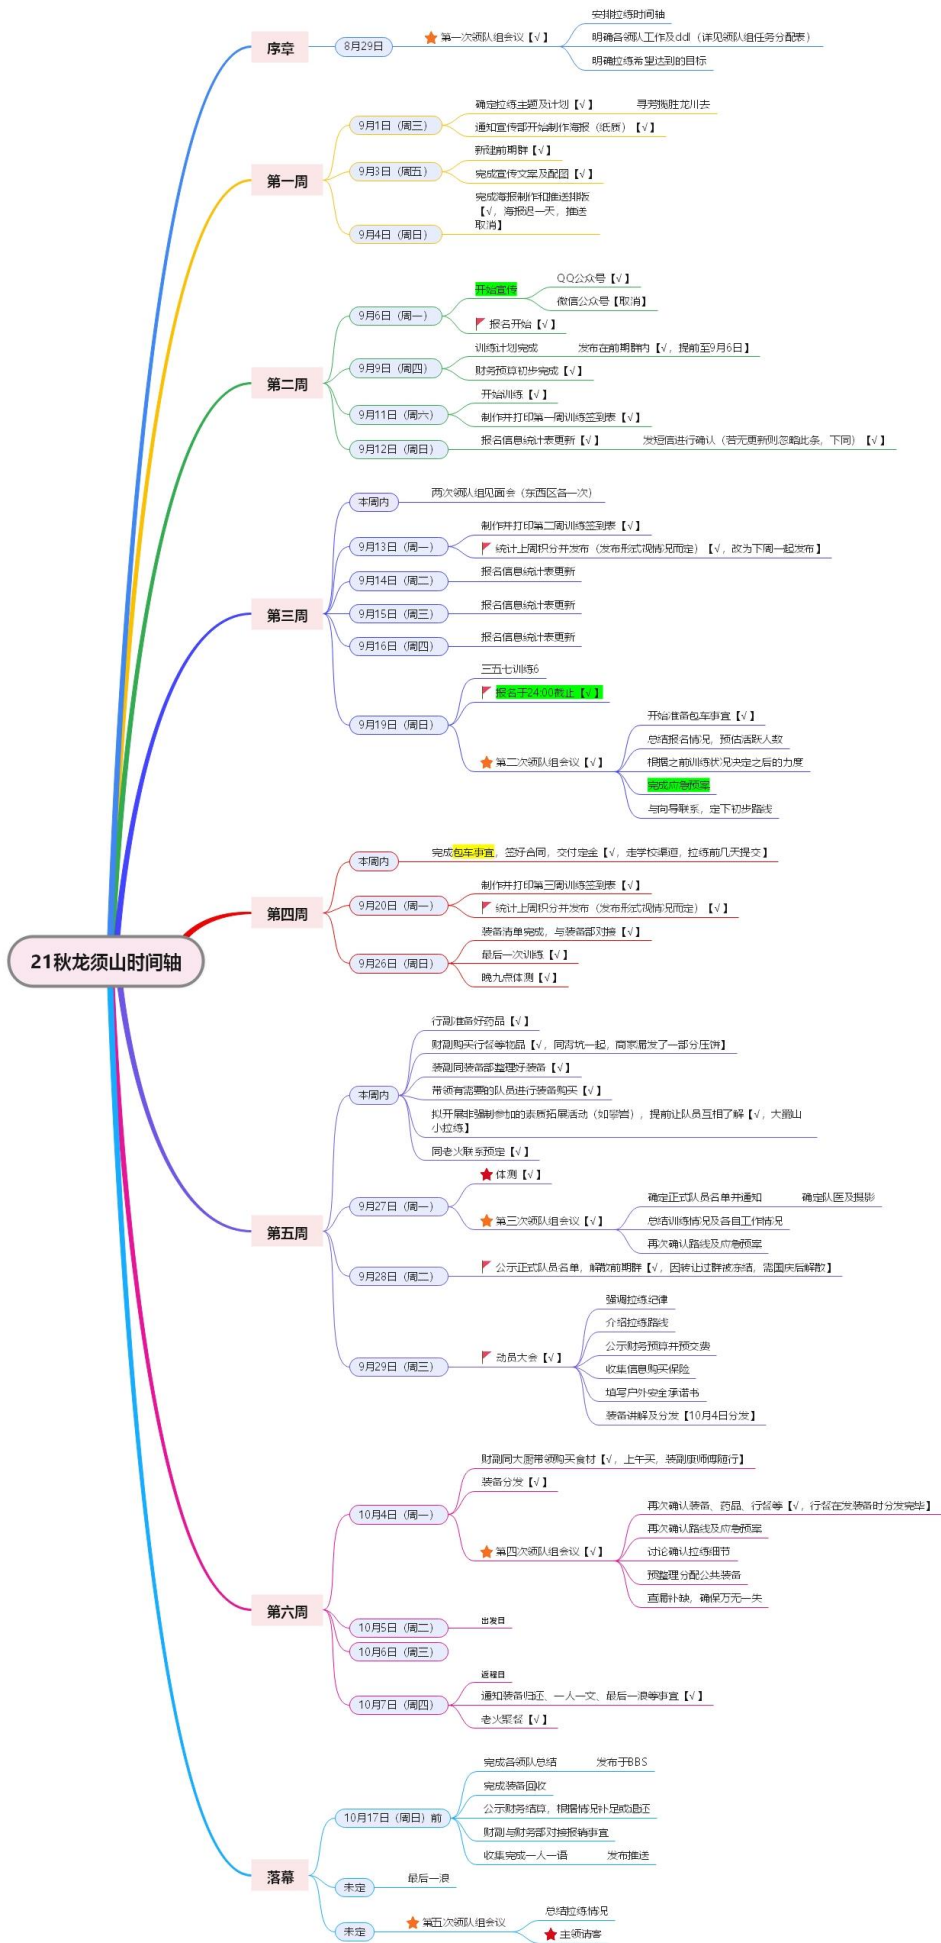 21秋龙须山时间轴
序章
8月29日
第一次领队组会议【√】
安排拉练时间轴
明确各领队工作及ddl（详见领队组任务分配表）
明确拉练希望达到的目标
第一周
9月1日（周三）
确定拉练主题及计划【√】
寻芳揽胜龙川去
通知宣传部开始制作海报（纸质）【√】
9月3日（周五）
新建前期群【√】
完成宣传文案及配图【√】
9月4日（周日）
完成海报制作和推送排版
【√，海报迟一天，推送
取消】
第二周
9月6日（周一）
开始宣传
QQ公众号【√】
微信公众号【取消】
报名开始【√】
9月9日（周四）
训练计划完成
发布在前期群内【√，提前至9月6日】
财务预算初步完成【√】
9月11日（周六）
开始训练【√】
制作并打印第一周训练签到表【√】
9月12日（周日）
报名信息统计表更新【√】
发短信进行确认（若无更新则忽略此条，下同）【√】
第三周
本周内
两次领队组见面会（东西区各一次）
9月13日（周一）
制作并打印第二周训练签到表【√】
统计上周积分并发布（发布形式视情况而定）【√，改为下周一起发布】
9月14日（周二）
报名信息统计表更新
9月15日（周三）
报名信息统计表更新
9月16日（周四）
报名信息统计表更新
9月19日（周日）
三五七训练6
报名于24:00截止【√】
第二次领队组会议【√】
开始准备包车事宜【√】
总结报名情况，预估活跃人数
根据之前训练状况决定之后的力度
完成应急预案
与向导联系，定下初步路线
第四周
本周内
完成包车事宜，签好合同，交付定金【√，走学校渠道，拉练前几天提交】
9月20日（周一）
制作并打印第三周训练签到表【√】
统计上周积分并发布（发布形式视情况而定）【√】
9月26日（周日）
装备清单完成，与装备部对接【√】
最后一次训练【√】
晚九点体测【√】
第五周
本周内
行副准备好药品【√】
财副购买行餐等物品【√，同涔坑一起，商家漏发了一部分压饼】
装副同装备部整理好装备【√】
带领有需要的队员进行装备购买【√】
拟开展非强制参加的素质拓展活动（如攀岩），提前让队员互相了解【√，大蜀山
小拉练】
同老火联系预定【√】
9月27日（周一）
体测【√】
第三次领队组会议【√】
确定正式队员名单并通知
确定队医及摄影
总结训练情况及各自工作情况
再次确认路线及应急预案
9月28日（周二）
公示正式队员名单，解散前期群【√，因转让过群被冻结，需国庆后解散】
9月29日（周三）
动员大会【√】
强调拉练纪律
介绍拉练路线
公示财务预算并预交费
收集信息购买保险
填写户外安全承诺书
装备讲解及分发【10月4日分发】
第六周
10月4日（周一）
财副同大厨带领购买食材【√，上午买，装副康师傅随行】
装备分发【√】
第四次领队组会议【√】
再次确认装备、药品、行餐等【√，行餐在发装备时分发完毕】
再次确认路线及应急预案
讨论确认拉练细节
预整理分配公共装备
查漏补缺，确保万无一失
10月5日（周二）
出发日
10月6日（周三）
10月7日（周四）
返程日
通知装备归还、一人一文、最后一浪等事宜【√】
老火聚餐【√】
落幕
10月17日（周日）前
完成各领队总结
发布于BBS
完成装备回收
公示财务结算，根据情况补足或退还
财副与财务部对接报销事宜
收集完成一人一语
发布推送
未定
最后一浪
未定
第五次领队组会议
总结拉练情况
主领请客